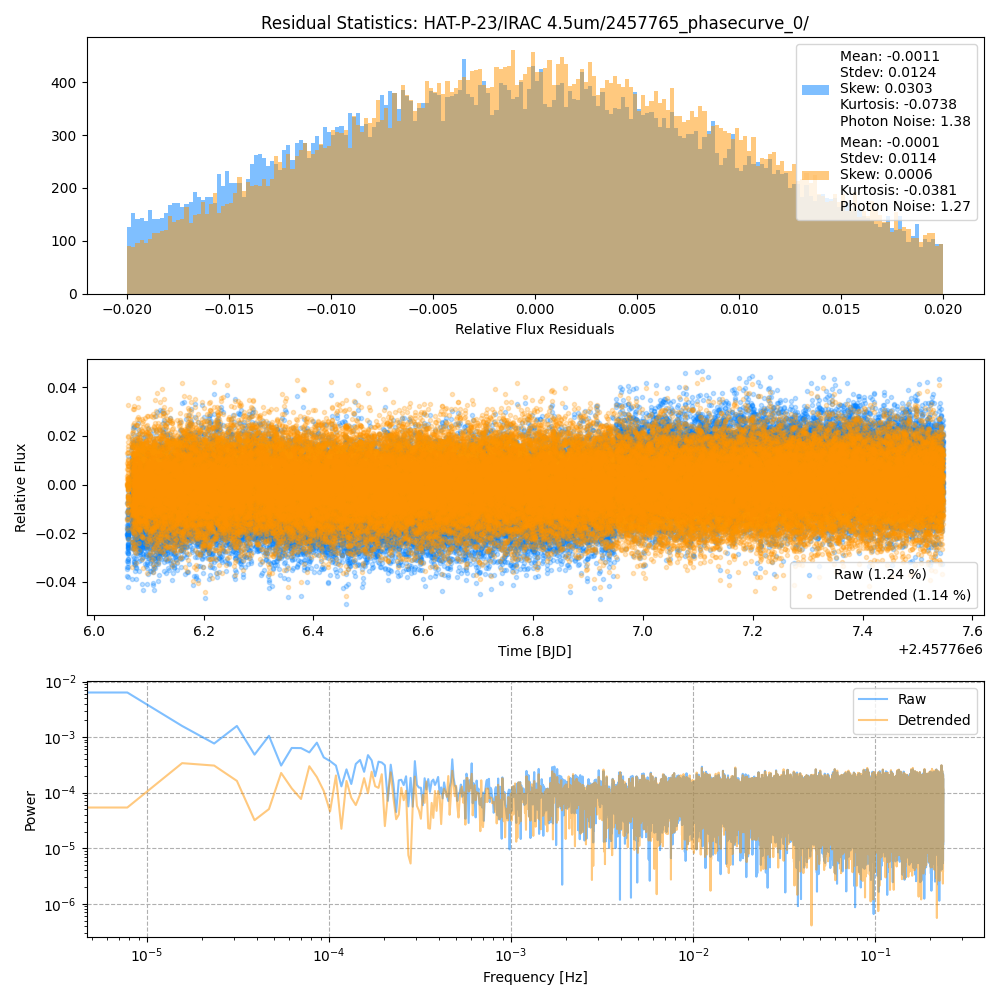 Residual Statistics: HAT-P-23/IRAC 4.5um/2457765_phasecurve_0/
400
300
200
100
0
Mean: -0.0011
Stdev: 0.0124
Skew: 0.0303
Kurtosis: -0.0738
Photon Noise: 1.38
Mean: -0.0001
Stdev: 0.0114
Skew: 0.0006
Kurtosis: -0.0381
Photon Noise: 1.27
−0.020 −0.015 −0.010 −0.005 0.000 0.005 0.010 0.015 0.020
Relative Flux Residuals
Relative Flux
0.04
0.02
0.00
−0.02
−0.04
Raw (1.24 %)
Detrended (1.14 %)
6.0 6.2 6.4 6.6 6.8 7.0 7.2 7.4 7.6
+2.45776e6
Time [BJD]
Power
10⁻²
10⁻³
10⁻⁴
10⁻⁵
10⁻⁶
Raw
Detrended
10⁻⁵ 10⁻⁴ 10⁻³ 10⁻² 10⁻¹
Frequency [Hz]